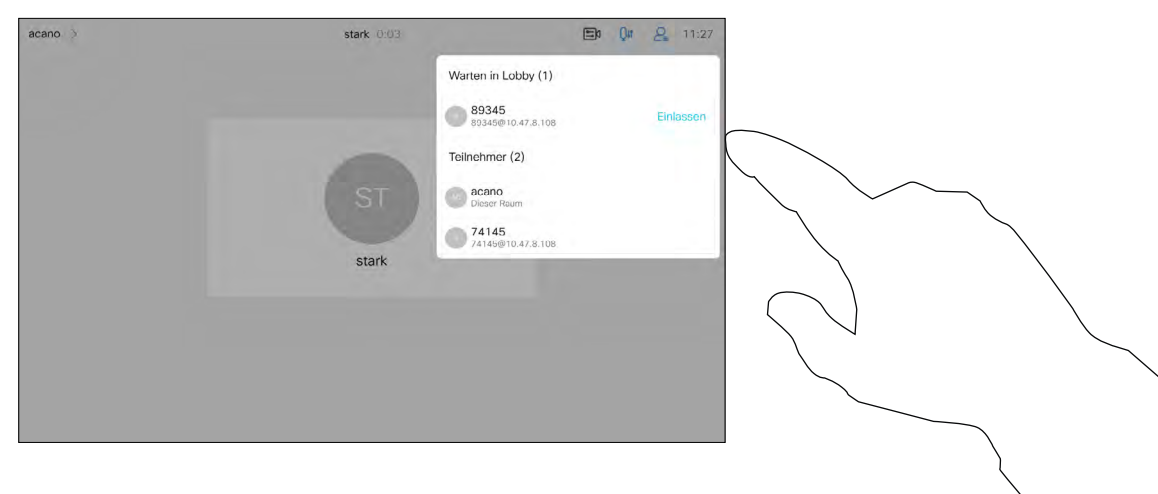 acano
stark 0:03
11:27
Warten in Lobby (1)
89345
89345@10.47.8.108
Einlassen
Teilnehmer (2)
acano
Dieser Raum
74145
74145@10.47.8.108
ST
stark